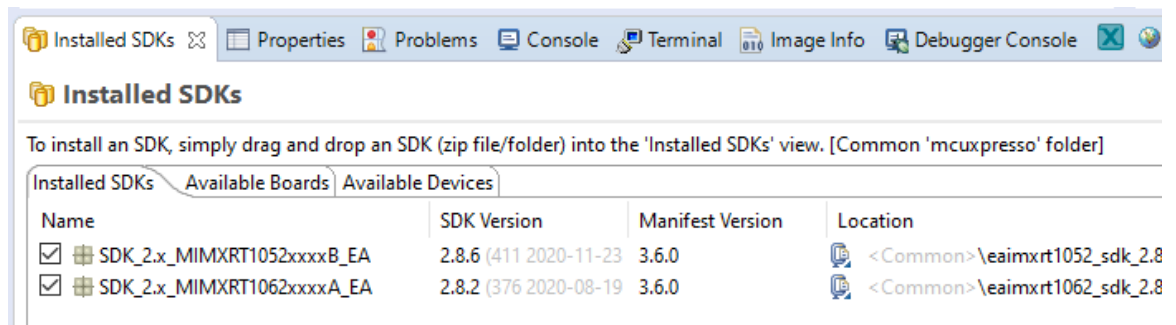 Installed SDKs Properties Problems Console Terminal Image Info Debugger Console
Installed SDKs
To install an SDK, simply drag and drop an SDK (zip file/folder) into the 'Installed SDKs' view. [Common 'mcuxpresso' folder]
Installed SDKs Available Boards Available Devices
Name SDK Version Manifest Version Location
SDK_2.x_MIMXRT1052xxxxB_EA 2.8.6 (411 2020-11-23 3.6.0 <Common>\eaimxrt1052_sdk_2.8
SDK_2.x_MIMXRT1062xxxxA_EA 2.8.2 (376 2020-08-19 3.6.0 <Common>\eaimxrt1062_sdk_2.8